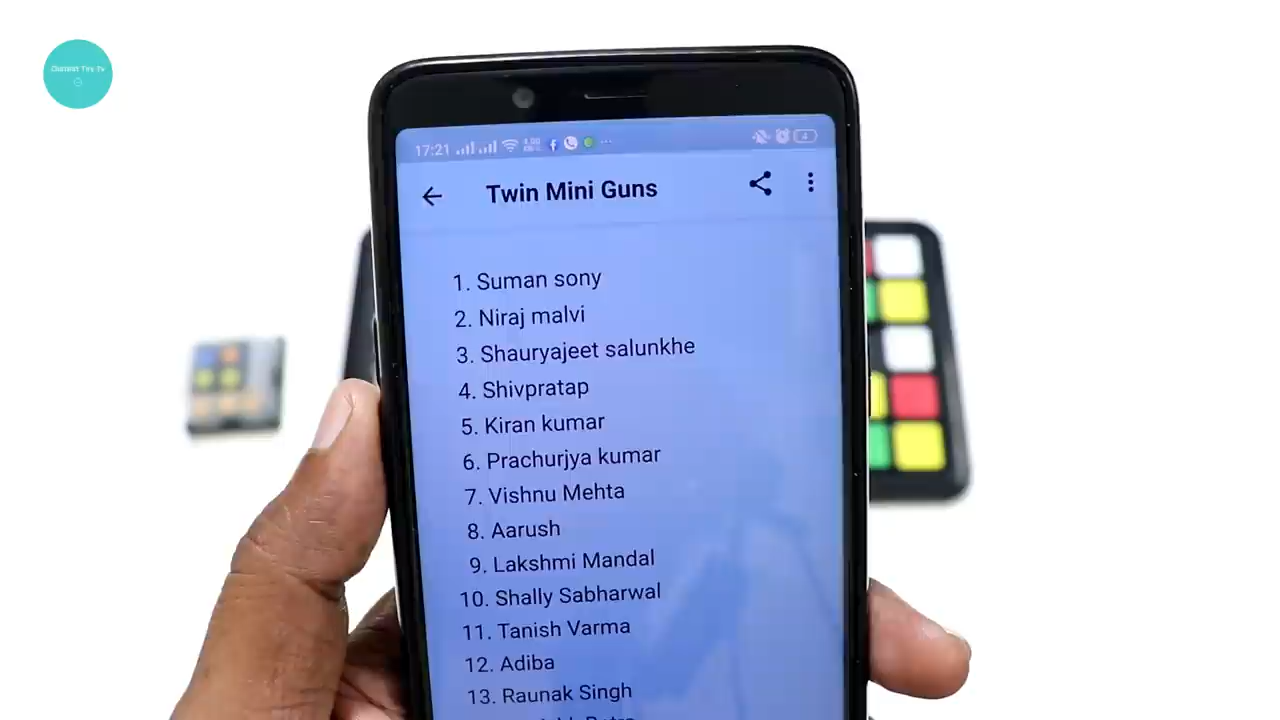 17:21
4
Twin Mini Guns
1. Suman sony
2. Niraj malvi
3. Shauryajeet salunkhe
4. Shivpratap
5. Kiran kumar
6. Prachurjya kumar
7. Vishnu Mehta
8. Aarush
9. Lakshmi Mandal
10. Shally Sabharwal
11. Tanish Varma
12. Adiba
13. Raunak Singh